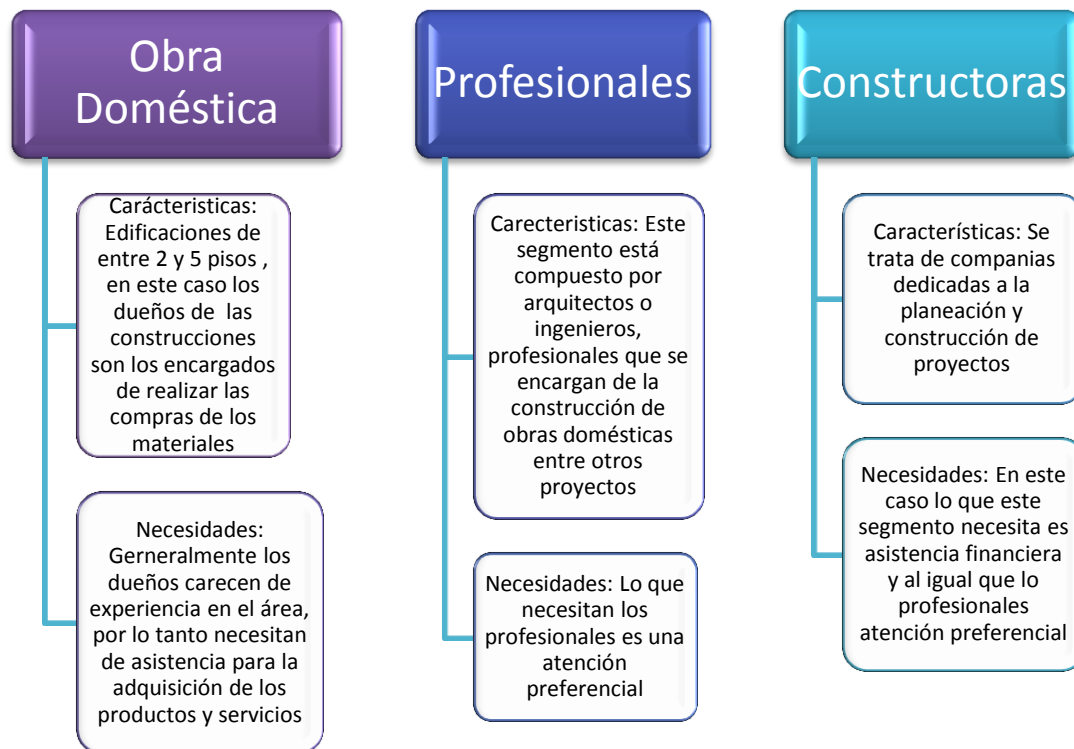 Obra
Doméstica
Carácteristicas:
Edificaciones de
entre 2 y 5 pisos ,
en este caso los
dueños de las
construcciones
son los encargados
de realizar las
compras de los
materiales
Necesidades:
Gerneralmente los
dueños carecen de
experiencia en el área,
por lo tanto necesitan
de asistencia para la
adquisición de los
productos y servicios
Profesionales
Carecteristicas: Este
segmento está
compuesto por
arquitectos o
ingenieros,
profesionales que se
encargan de la
construcción de
obras domésticas
entre otros
proyectos
Necesidades: Lo que
necesitan los
profesionales es una
atención
preferencial
Constructoras
Características: Se
trata de companias
dedicadas a la
planeación y
construcción de
proyectos
Necesidades: En este
caso lo que este
segmento necesita es
asistencia financiera
y al igual que lo
profesionales
atención preferencial